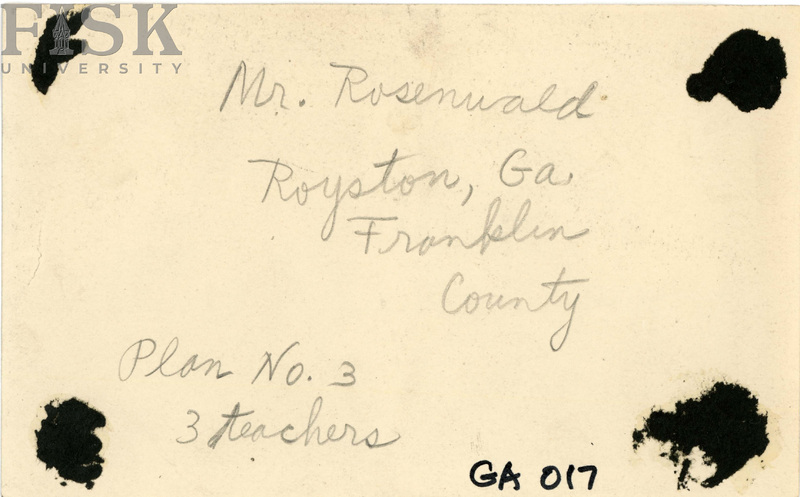 FISK
UNIVERSITY
Mr. Rosenwald
Royston, Ga.
Franklin
County
Plan No. 3
3 teachers
GA 017